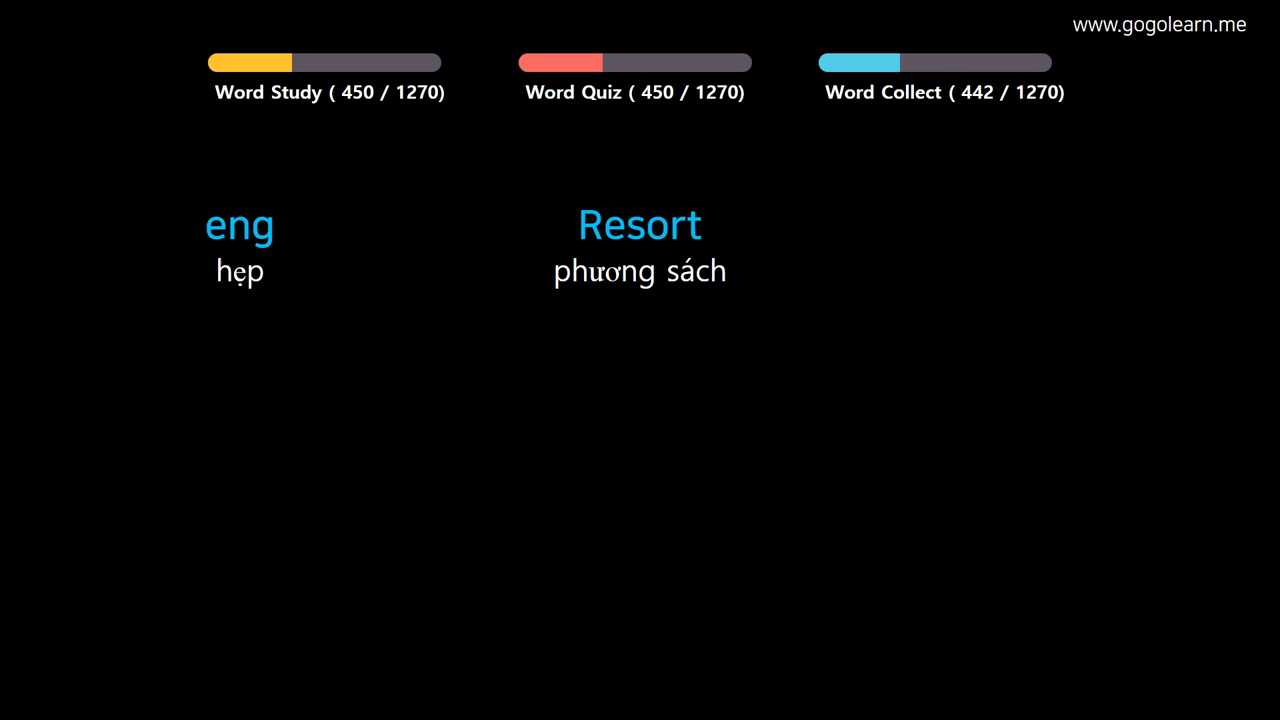 www.gogolearn.me
Word Study ( 450 / 1270)
Word Quiz ( 450 / 1270)
Word Collect ( 442 / 1270)
eng
hẹp
Resort
phương sách